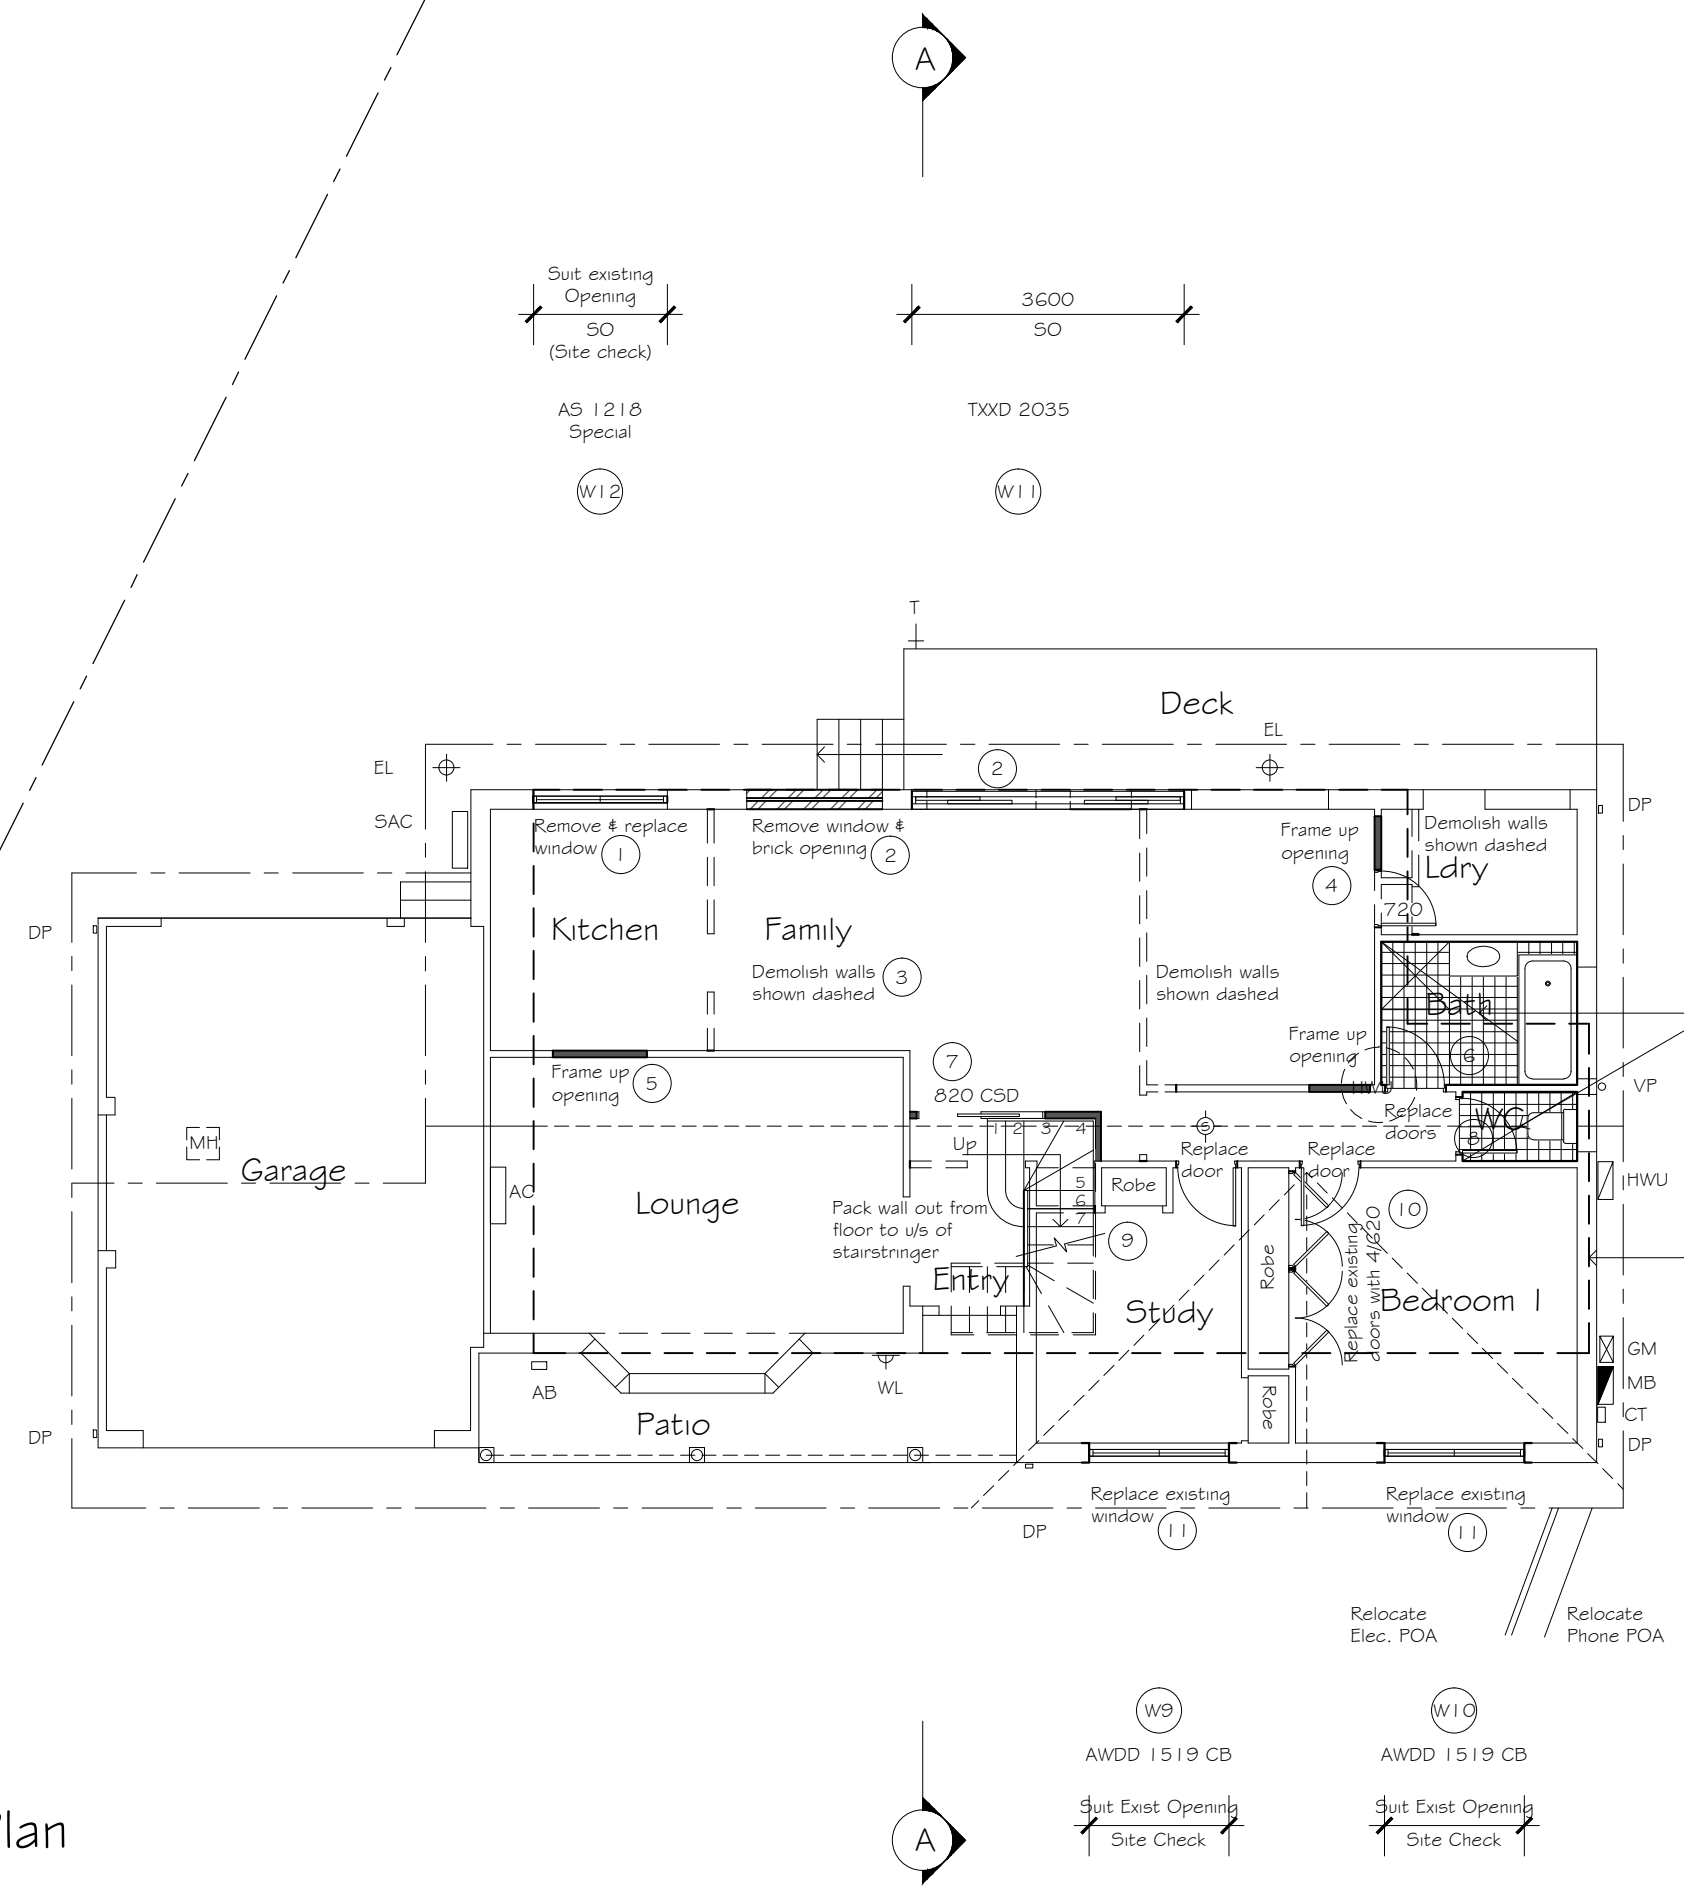 A
Suit existing
Opening
SO
(Site check)
3600
SO
AS 1218
Special
TXXD 2035
W12
W11
T
Deck
EL
EL
2
SAC
DP
Remove & replace
window 1
Remove window &
brick opening 2
Frame up
opening
4
Demolish walls
shown dashed
Ldry
720
DP
Kitchen
Family
Demolish walls
shown dashed
3
Demolish walls
shown dashed
Bath
6
Frame up
opening
HWU
7
820 CSD
Frame up
opening 5
VP
Replace
doors
WC
8
MH
Garage
AC
Lounge
Up
1 2 3 4
5
6
7
S
Replace
door
Replace
door
Robe
HWU
Pack wall out from
floor to u/s of
stairstringer
9
10
Entry
Study
Robe
Replace existing
doors with 4/620
Bedroom 1
GM
MB
CT
DP
AB
WL
Patio
Robe
DP
DP
Replace existing
window 11
Replace existing
window 11
Relocate
Elec. POA
Relocate
Phone POA
W9
W10
AWDD 1519 CB
AWDD 1519 CB
Suit Exist Opening
Site Check
Suit Exist Opening
Site Check
A
lan